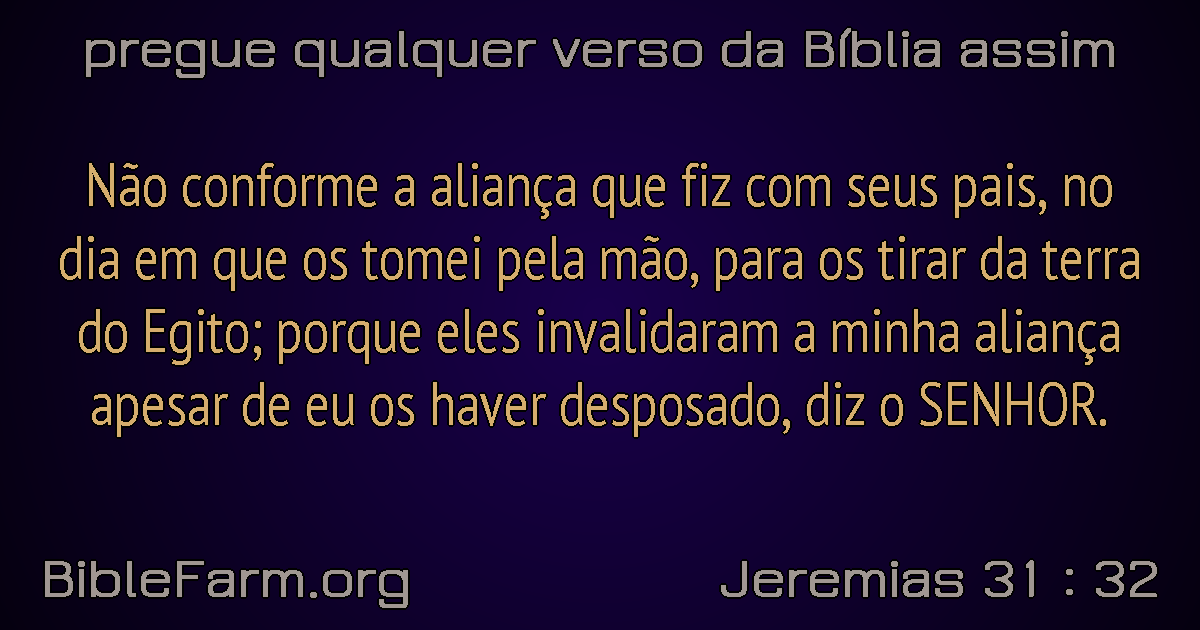 pregue qualquer verso da Bíblia assim
Não conforme a aliança que fiz com seus pais, no
dia em que os tomei pela mão, para os tirar da terra
do Egito; porque eles invalidaram a minha aliança
apesar de eu os haver desposado, diz o SENHOR.
BibleFarm.org
Jeremias 31 : 32